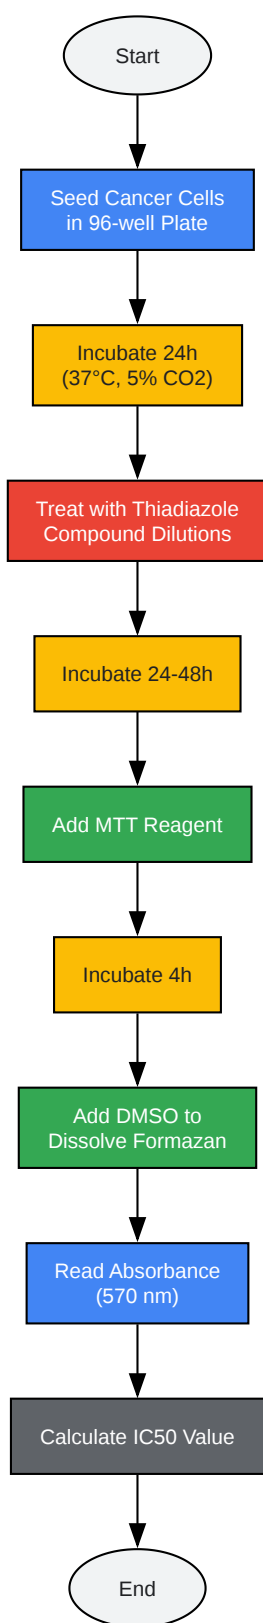 Start
Seed Cancer Cells
in 96-well Plate
Incubate 24h
(37°C, 5% CO2)
Treat with Thiadiazole
Compound Dilutions
Incubate 24-48h
Add MTT Reagent
Incubate 4h
Add DMSO to
Dissolve Formazan
Read Absorbance
(570 nm)
Calculate IC50 Value
End